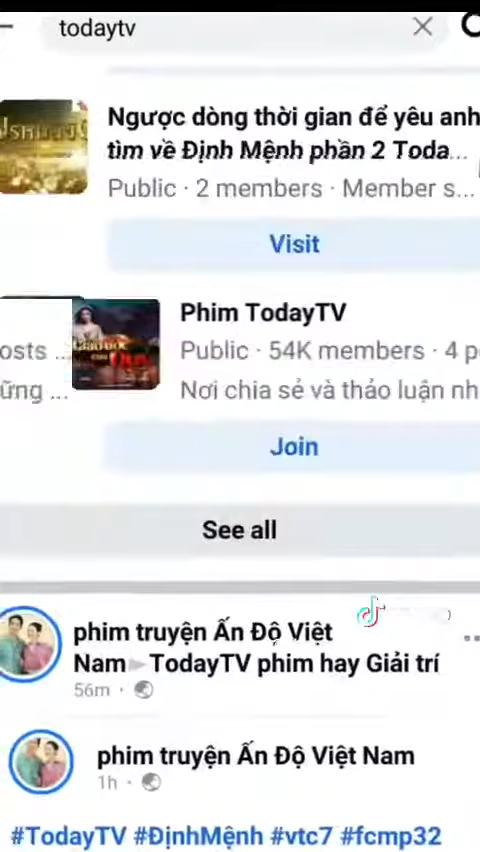 todaytv
Ngược dòng thời gian để yêu anh
tìm về Định Mệnh phần 2 Toda...
Public · 2 members · Member s...
Visit
Phim TodayTV
osts ...
Public · 54K members · 4 p
ững ...
Nơi chia sẻ và thảo luận nh
Join
See all
phim truyện Ấn Độ Việt
Nam ▸ TodayTV phim hay Giải trí
56m ·
phim truyện Ấn Độ Việt Nam
1h ·
#TodayTV #ĐịnhMệnh #vtc7 #fcmp32